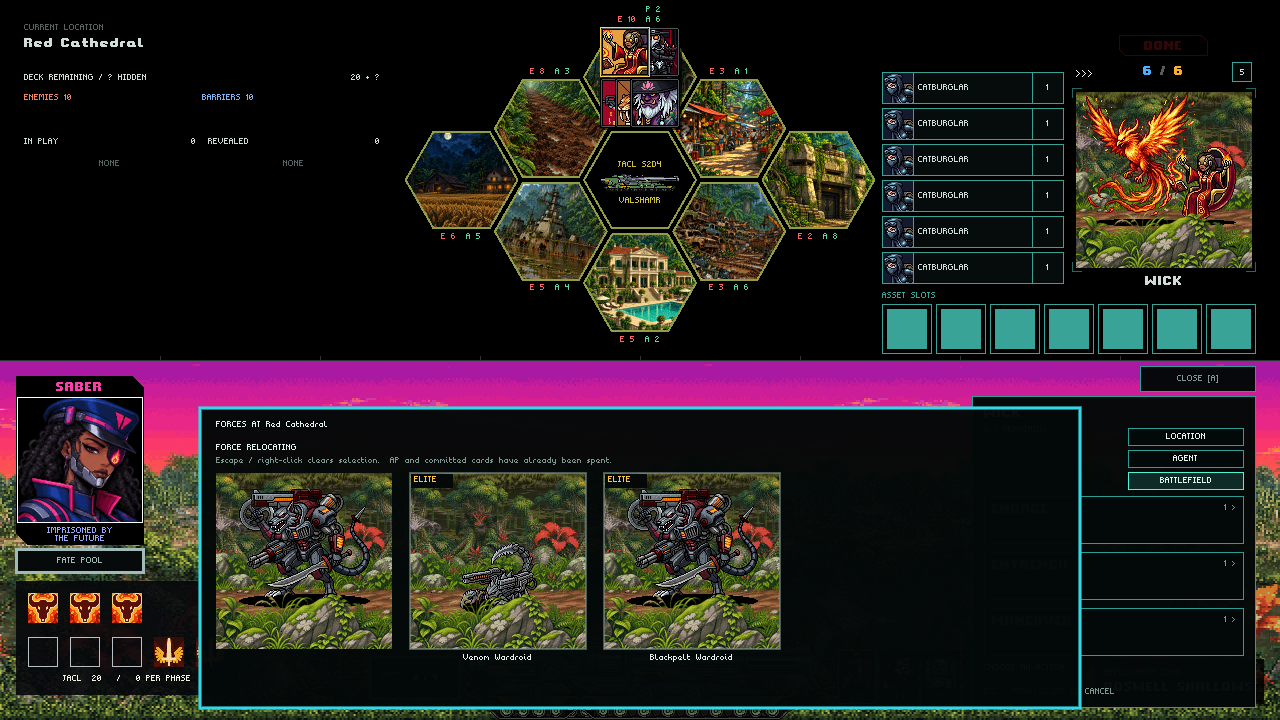 CURRENT LOCATION
Red Cathedral
DECK REMAINING / ? HIDDEN 20 + ?
ENEMIES 10 BARRIERS 10
IN PLAY 0 REVEALED 0
NONE NONE
P 2
E 10 A 6
E 8 A 3
E 3 A 1
JACL S2D4
VALSHAMR
E 6 A 5
E 2 A 8
E 5 A 4
E 3 A 6
E 5 A 2
DONE
>>> 6 / 6 5
CATBURGLAR 1
CATBURGLAR 1
CATBURGLAR 1
CATBURGLAR 1
CATBURGLAR 1
CATBURGLAR 1
WICK
ASSET SLOTS
CLOSE [A]
SABER
IMPRISONED BY
THE FUTURE
FATE POOL
JACL 20 / 0 PER PHASE
FORCES AT Red Cathedral
FORCE RELOCATING
Escape / right-click clears selection. AP and committed cards have already been spent.
ELITE
ELITE
Venom Wardroid
Blackpelt Wardroid
LOCATION
AGENT
BATTLEFIELD
1 >
1 >
1 >
CANCEL